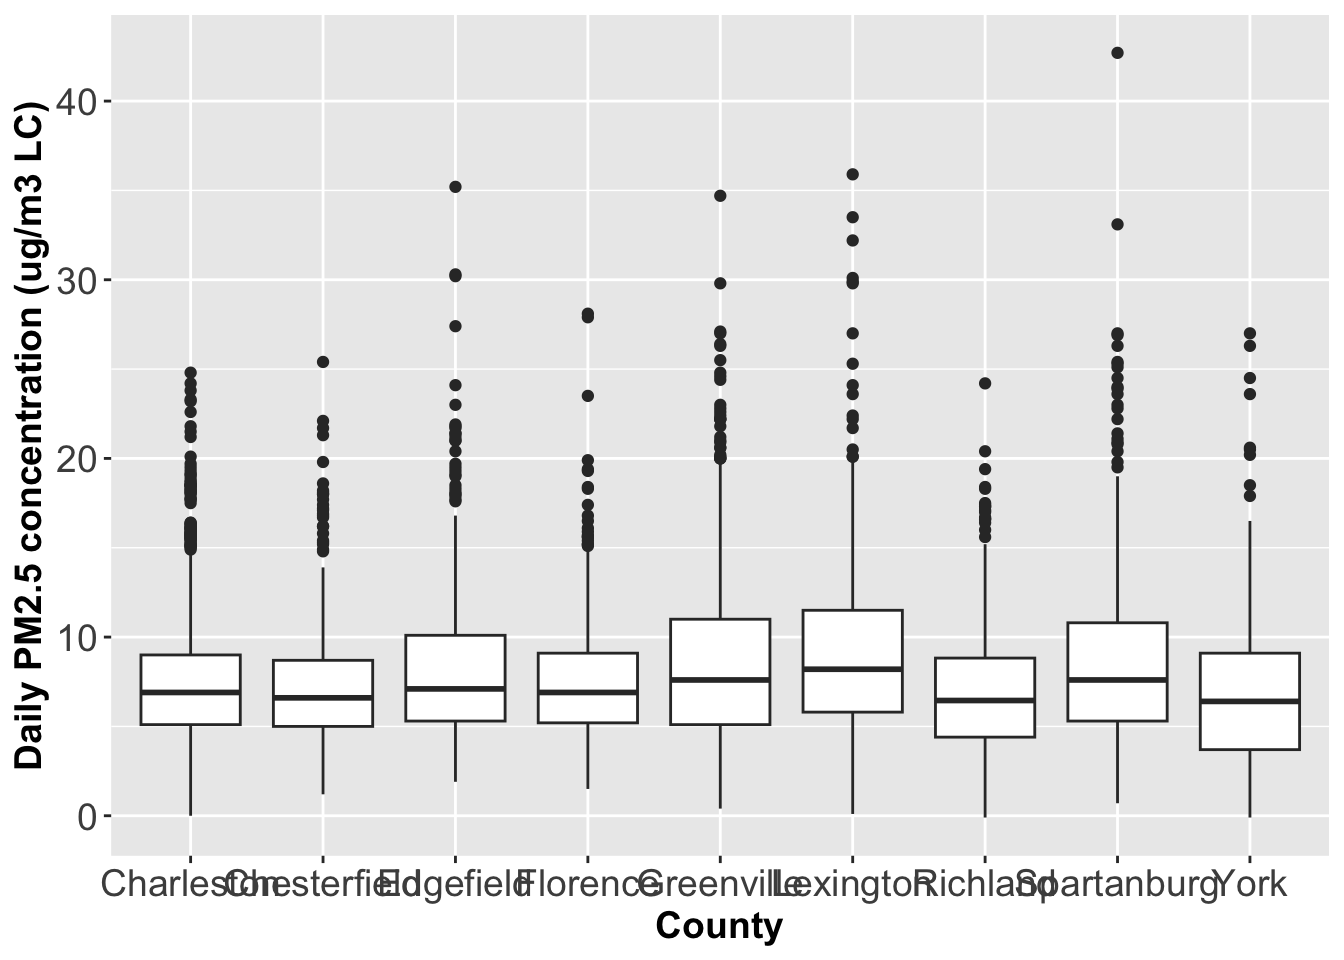 Daily PM2.5 concentration (ug/m3 LC)
40
30
20
10
0
Charleston Chesterfield Edgefield Florence Greenville Lexington Richland Spartanburg York
County